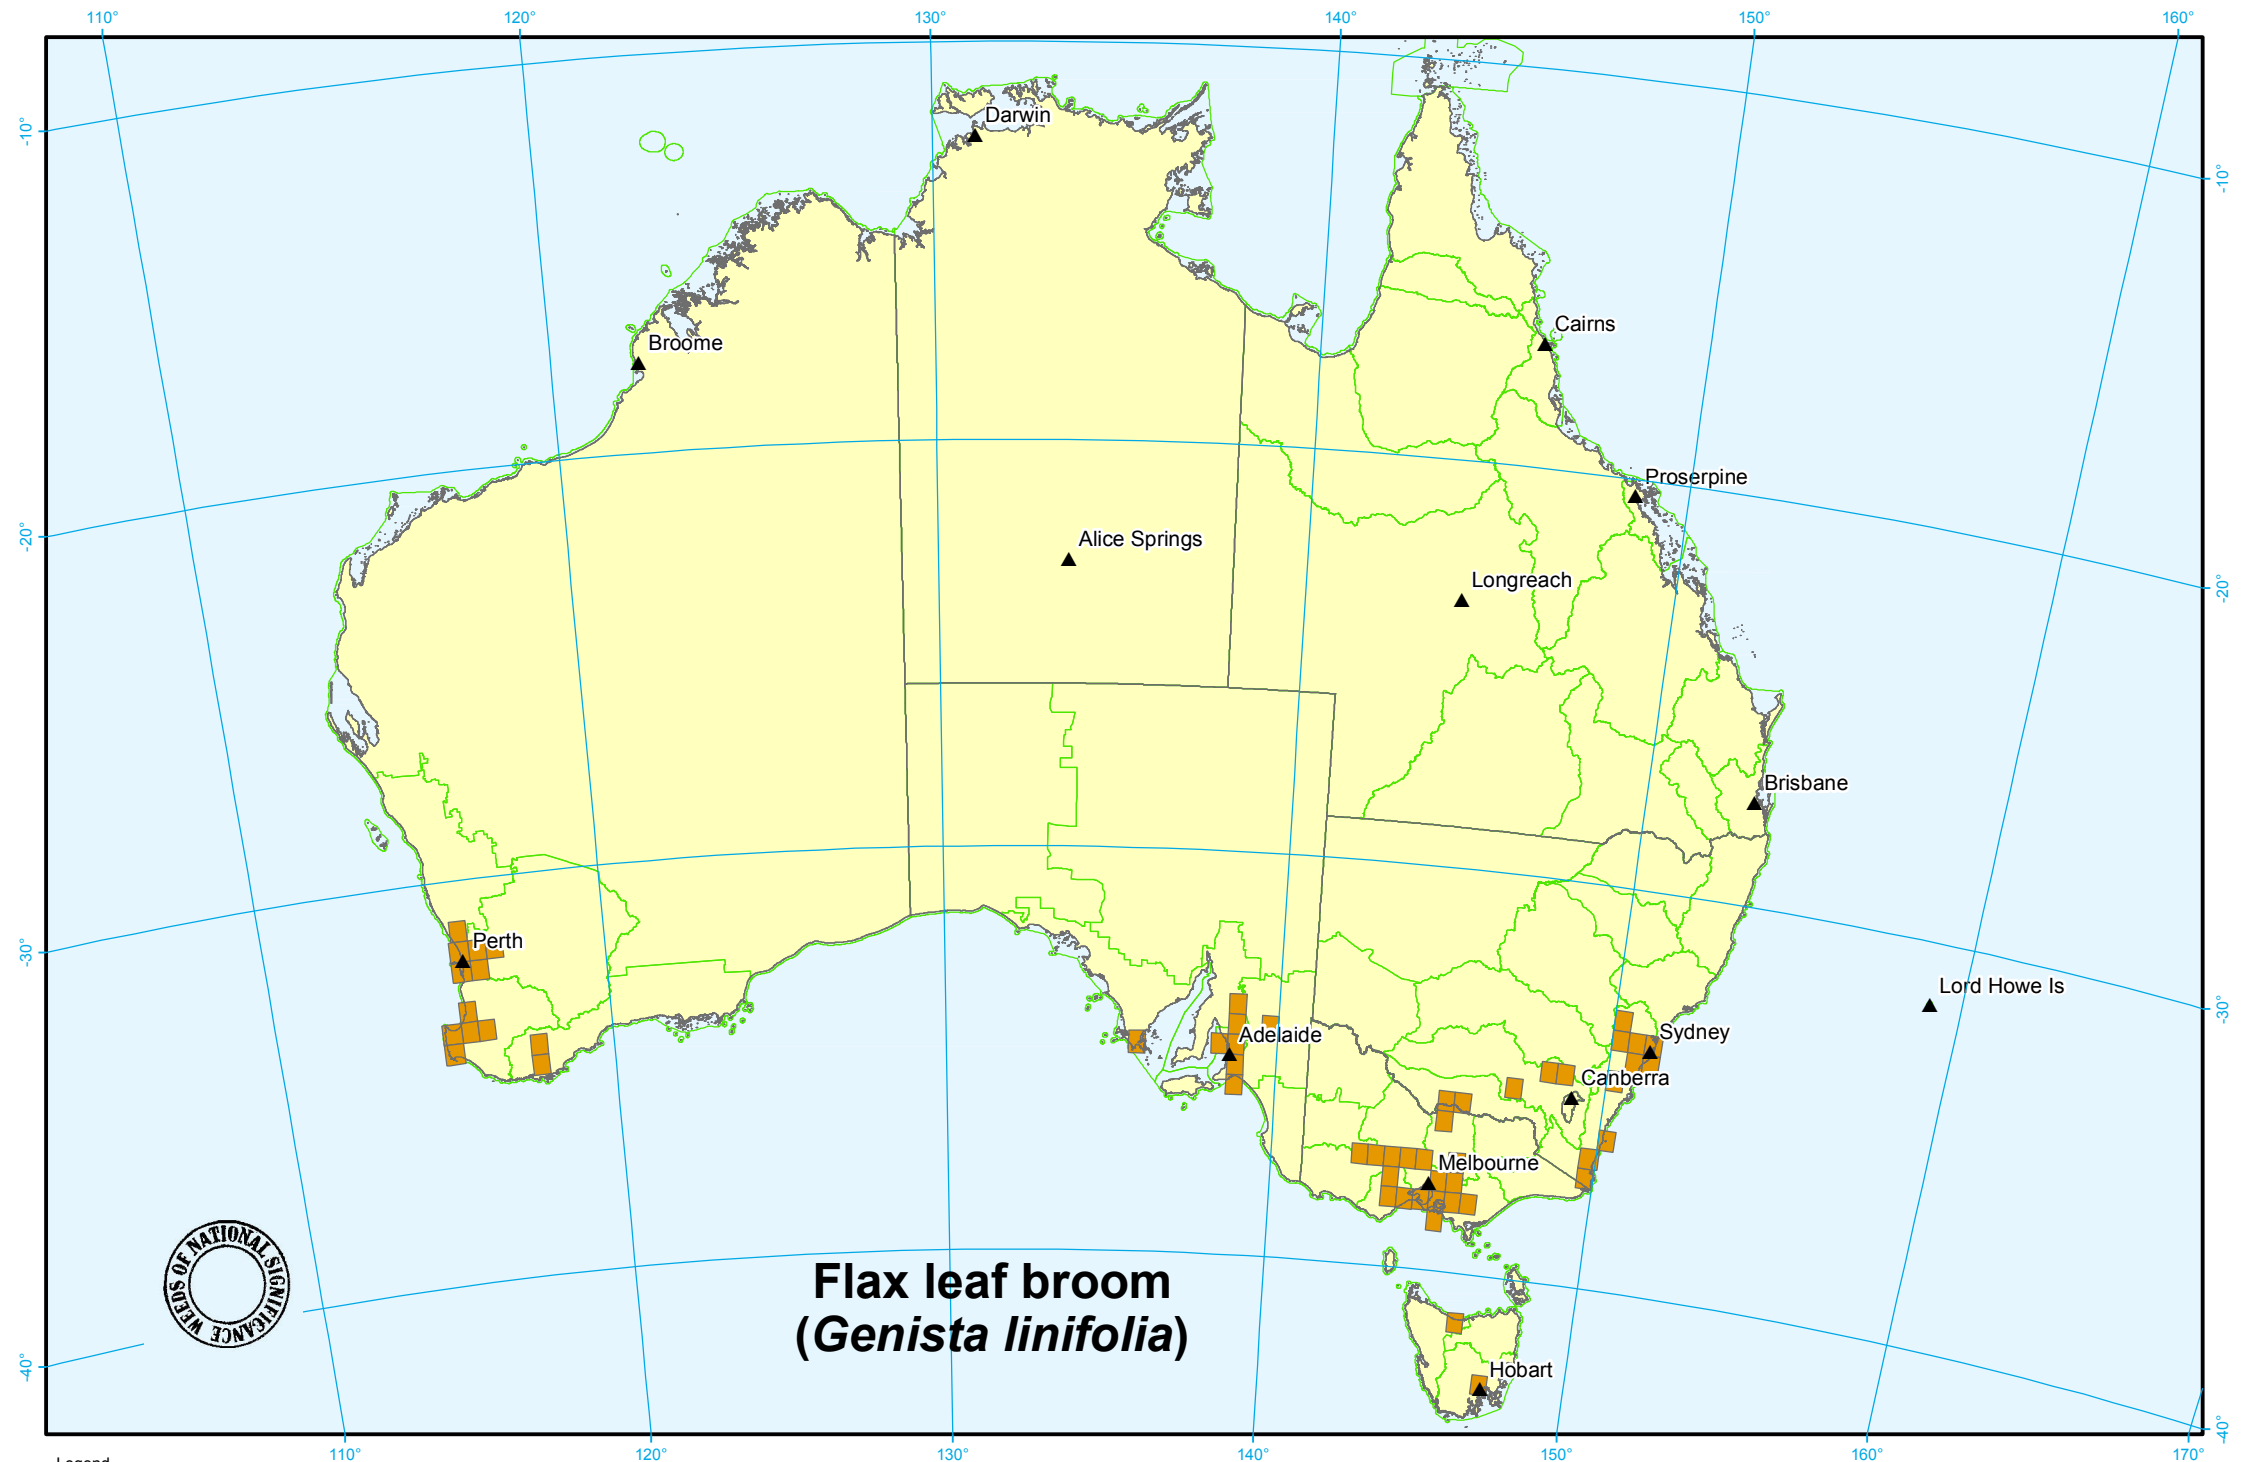 110° 120° 130° 140° 150° 160°
Darwin
-10° -10°
Cairns
Broome
Proserpine
-20° Alice Springs
Longreach -20°
Brisbane
Perth
-30°
Lord Howe Is
-30°
Adelaide Sydney
Canberra
Melbourne
WEEDS OF NATIONAL SIGNIFICANCE
Flax leaf broom
(Genista linifolia)
-40° Hobart
-40°
110° 120° 130° 140° 150° 160° 170°
Legend